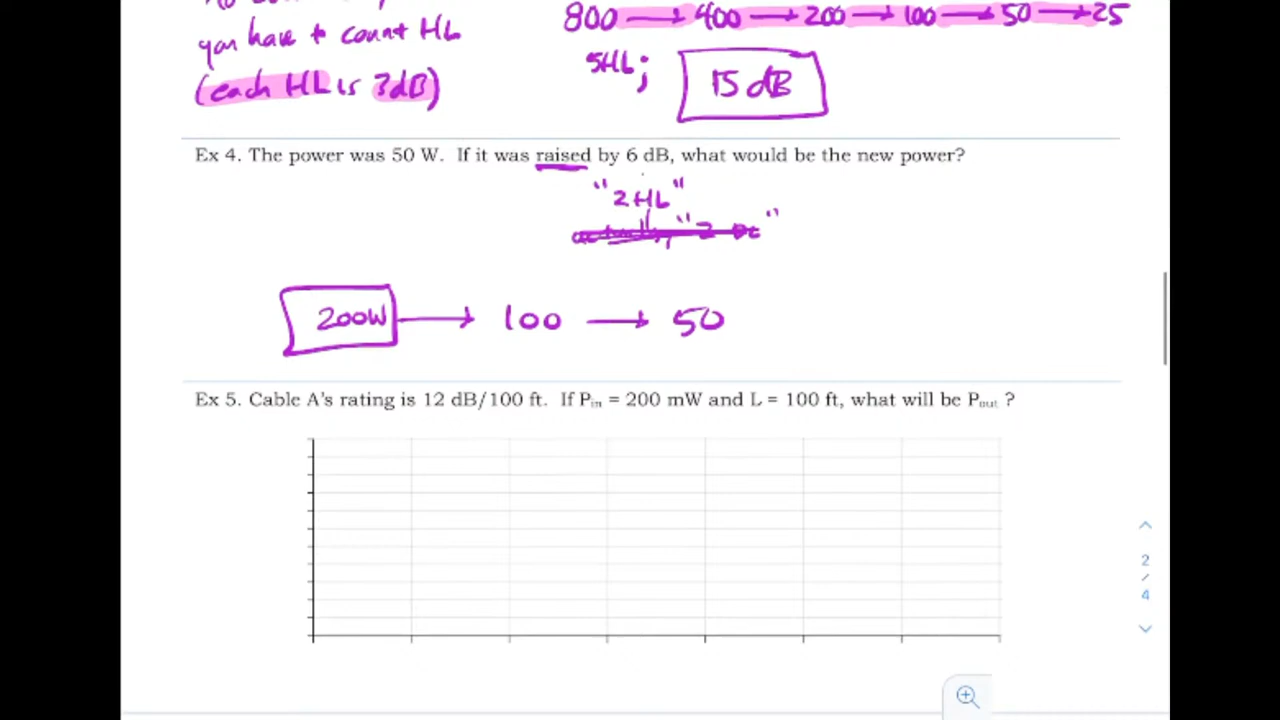 you have to count HL
(each HL is 3dB)
800 → 400 → 200 → 100 → 50 → 25
5HL; 15 dB
Ex 4. The power was 50 W. If it was raised by 6 dB, what would be the new power?
"2HL"
200W → 100 → 50
Ex 5. Cable A's rating is 12 dB/100 ft. If Pin = 200 mW and L = 100 ft, what will be Pout ?
2
/
4